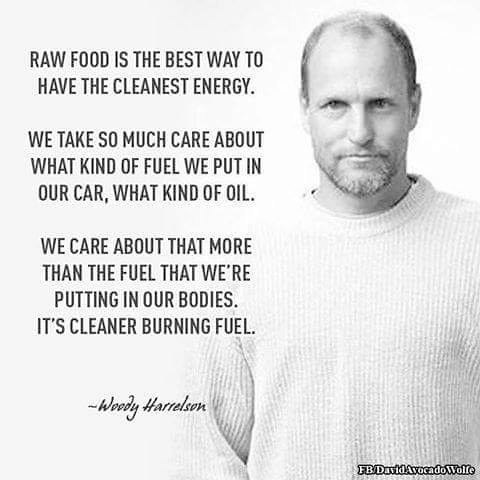 RAW FOOD IS THE BEST WAY TO
HAVE THE CLEANEST ENERGY.
WE TAKE SO MUCH CARE ABOUT
WHAT KIND OF FUEL WE PUT IN
OUR CAR, WHAT KIND OF OIL.
WE CARE ABOUT THAT MORE
THAN THE FUEL THAT WE'RE
PUTTING IN OUR BODIES.
IT'S CLEANER BURNING FUEL.
~Woody Harrelson
FB/DavidAvocadoWolfe